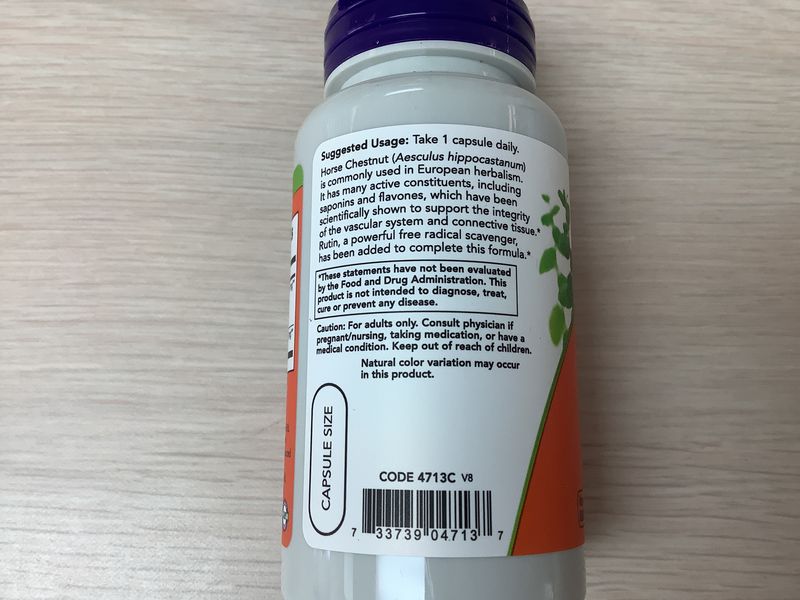 Suggested Usage: Take 1 capsule daily.
Horse Chestnut (Aesculus hippocastanum)
is commonly used in European herbalism.
It has many active constituents, including
saponins and flavones, which have been
scientifically shown to support the integrity
of the vascular system and connective tissue.*
Rutin, a powerful free radical scavenger,
has been added to complete this formula.*
*These statements have not been evaluated
by the Food and Drug Administration. This
product is not intended to diagnose, treat,
cure or prevent any disease.
Caution: For adults only. Consult physician if
pregnant/nursing, taking medication, or have a
medical condition. Keep out of reach of children.
Natural color variation may occur
in this product.
CAPSULE SIZE
CODE 4713C V8
7 33739 04713 7